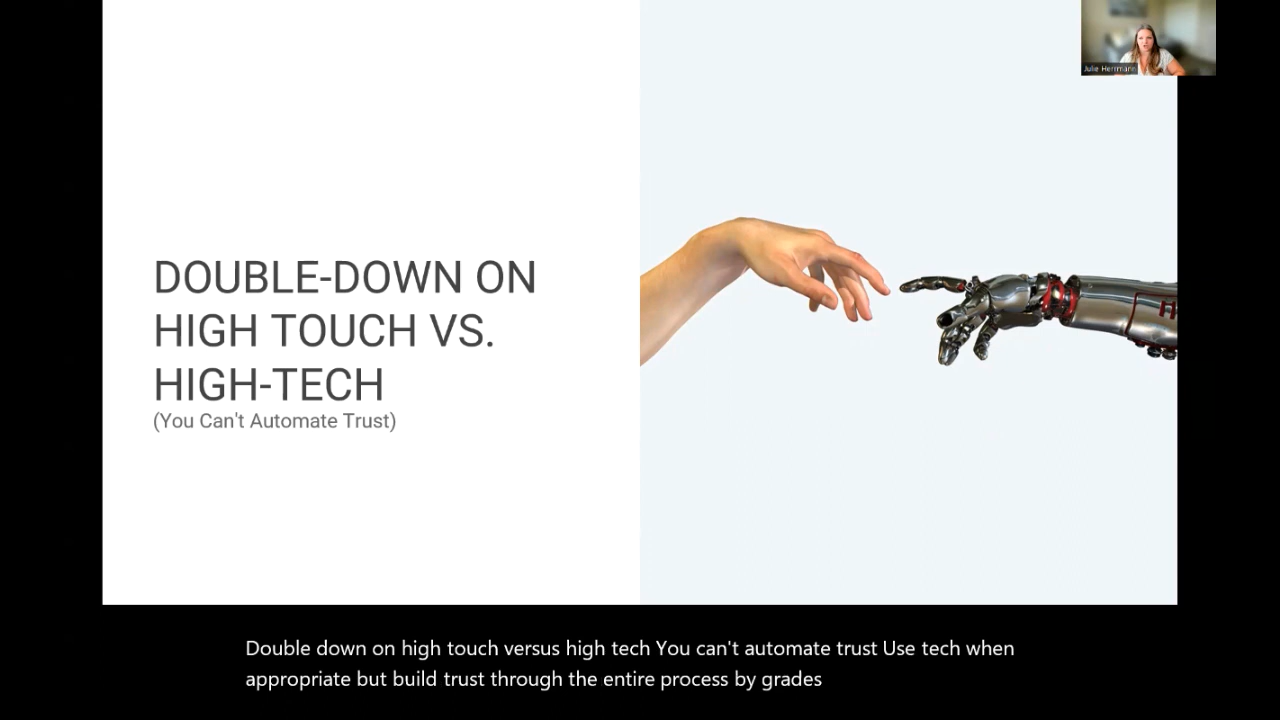 Julie Herrmann
DOUBLE-DOWN ON
HIGH TOUCH VS.
HIGH-TECH
(You Can't Automate Trust)
Double down on high touch versus high tech You can't automate trust Use tech when
appropriate but build trust through the entire process by grades